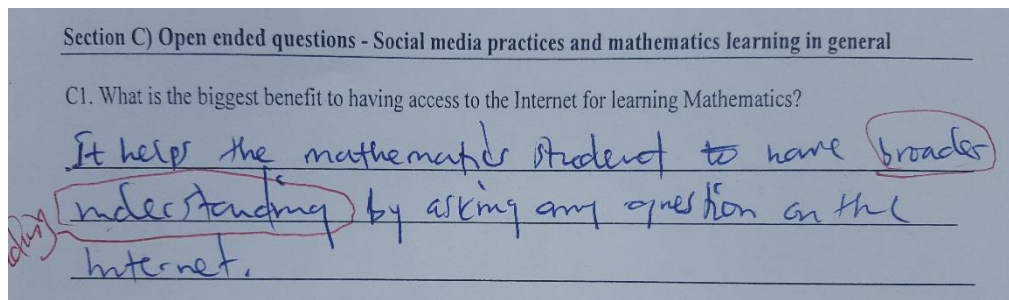 Section C) Open ended questions - Social media practices and mathematics learning in general
C1. What is the biggest benefit to having access to the Internet for learning Mathematics?
It helps the mathematics student to have broader
understanding by asking any question on the
Internet.